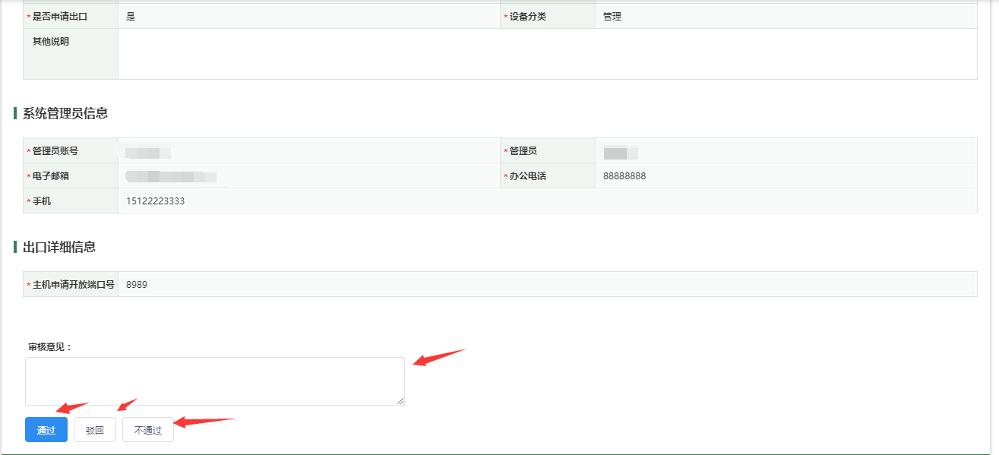 *是否申请出口 是 *设备分类 管理
其他说明
系统管理员信息
*管理员账号 *管理员
*电子邮箱 *办公电话 88888888
*手机 15122223333
出口详细信息
*主机申请开放端口号 8989
审核意见：
通过 驳回 不通过